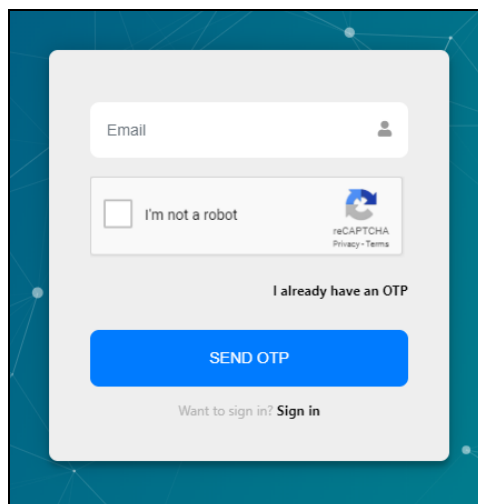 Email
I'm not a robot
reCAPTCHA
Privacy - Terms
I already have an OTP
SEND OTP
Want to sign in? Sign in